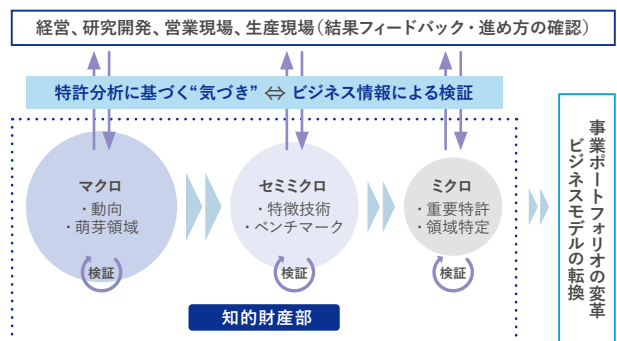 経営、研究開発、営業現場、生産現場（結果フィードバック・進め方の確認）
特許分析に基づく“気づき” ⇔ ビジネス情報による検証
マクロ
・動向
・萌芽領域
検証
セミミクロ
・特徴技術
・ベンチマーク
検証
ミクロ
・重要特許
・領域特定
検証
知的財産部
事業ポートフォリオの変革
ビジネスモデルの転換